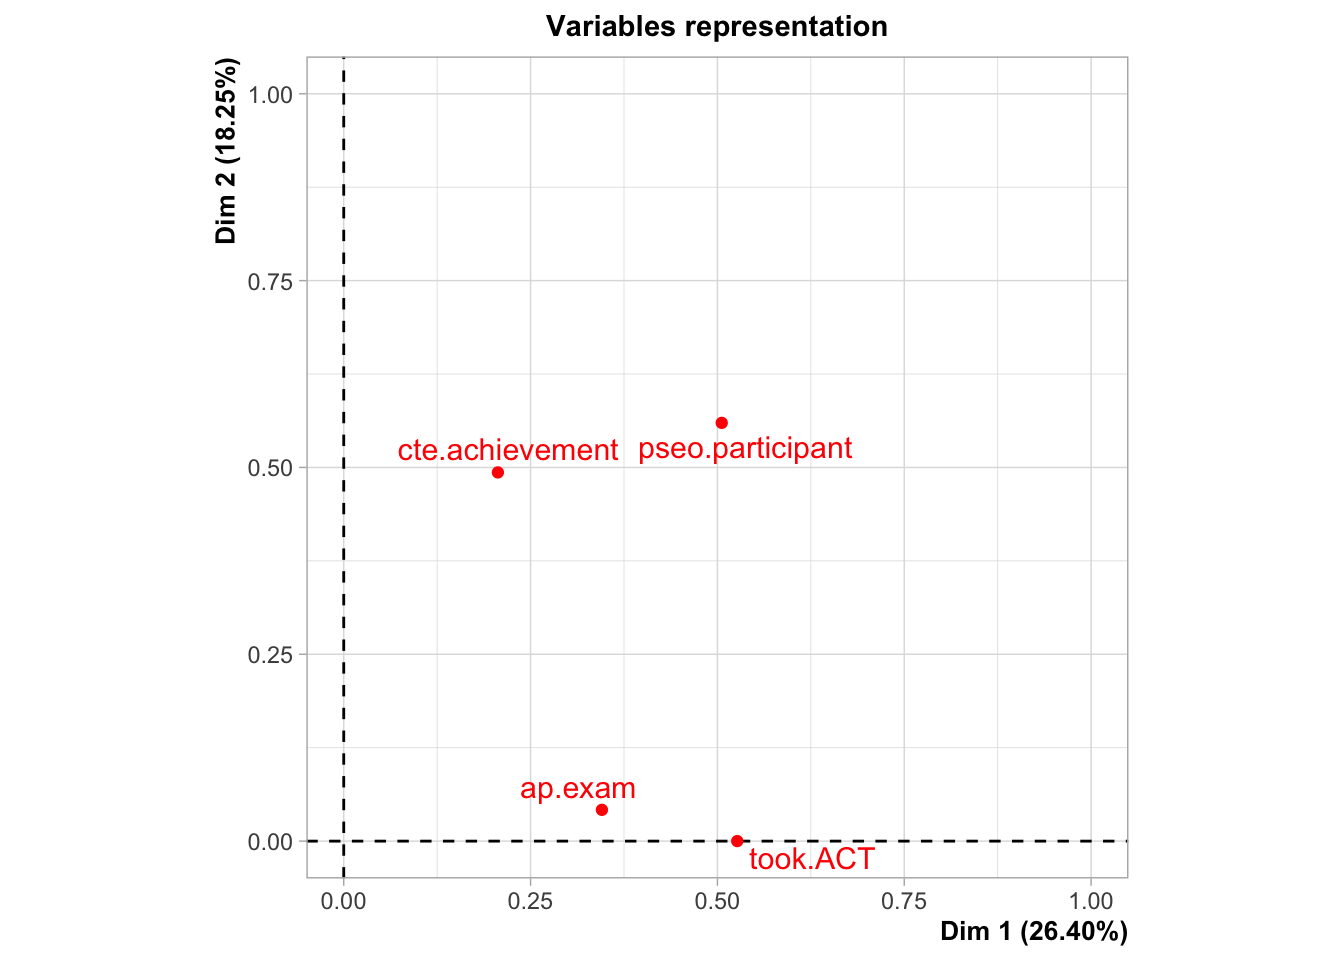 Variables representation
Dim 2 (18.25%)
1.00
0.75
0.50
0.25
0.00
cte.achievement
pseo.participant
ap.exam
took.ACT
0.00 0.25 0.50 0.75 1.00
Dim 1 (26.40%)